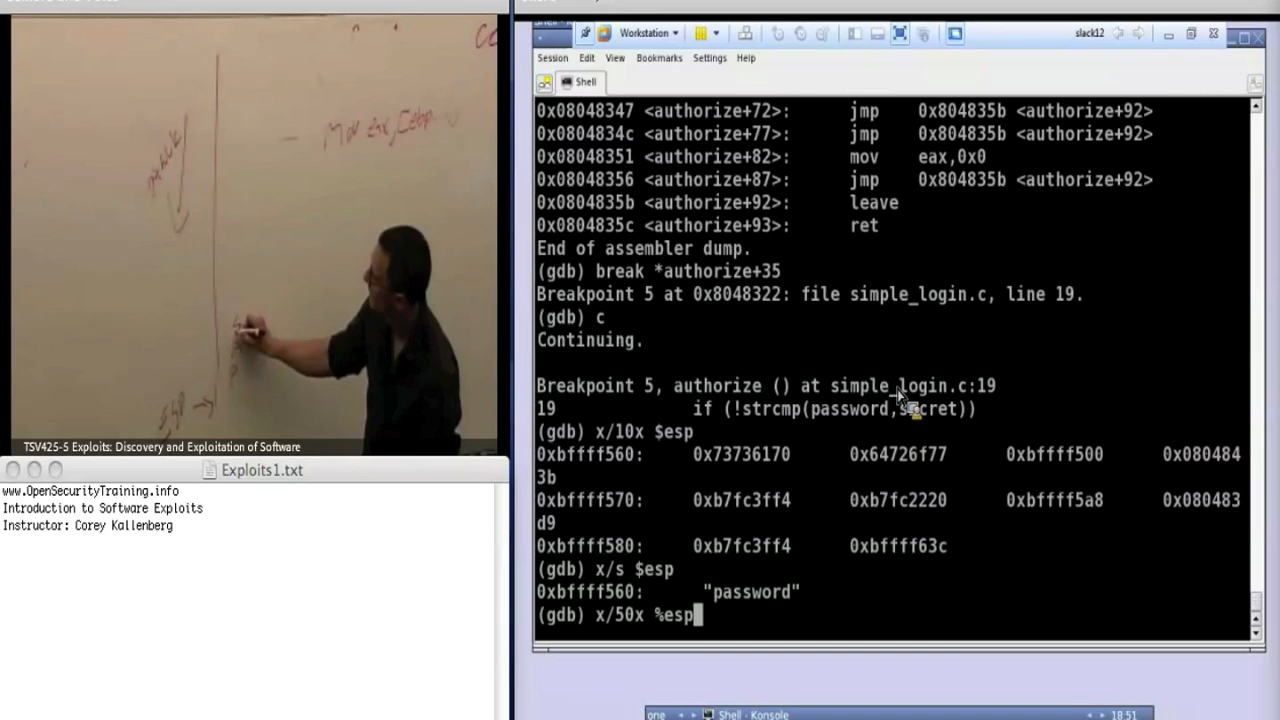 Mov eax, [ebp
TSV425-5 Exploits: Discovery and Exploitation of Software
Exploits1.txt
www.OpenSecurityTraining.info
Introduction to Software Exploits
Instructor: Corey Kallenberg
Workstation
slack12
Session Edit View Bookmarks Settings Help
Shell
0x08048347 <authorize+72>: jmp 0x804835b <authorize+92>
0x0804834c <authorize+77>: jmp 0x804835b <authorize+92>
0x08048351 <authorize+82>: mov eax,0x0
0x08048356 <authorize+87>: jmp 0x804835b <authorize+92>
0x0804835b <authorize+92>: leave
0x0804835c <authorize+93>: ret
End of assembler dump.
(gdb) break *authorize+35
Breakpoint 5 at 0x8048322: file simple_login.c, line 19.
(gdb) c
Continuing.
Breakpoint 5, authorize () at simple_login.c:19
19 if (!strcmp(password,secret))
(gdb) x/10x $esp
0xbffff560: 0x73736170 0x64726f77 0xbffff500 0x080484
3b
0xbffff570: 0xb7fc3ff4 0xb7fc2220 0xbffff5a8 0x080483
d9
0xbffff580: 0xb7fc3ff4 0xbffff63c
(gdb) x/s $esp
0xbffff560: "password"
(gdb) x/50x %esp
one Shell - Konsole 18:51